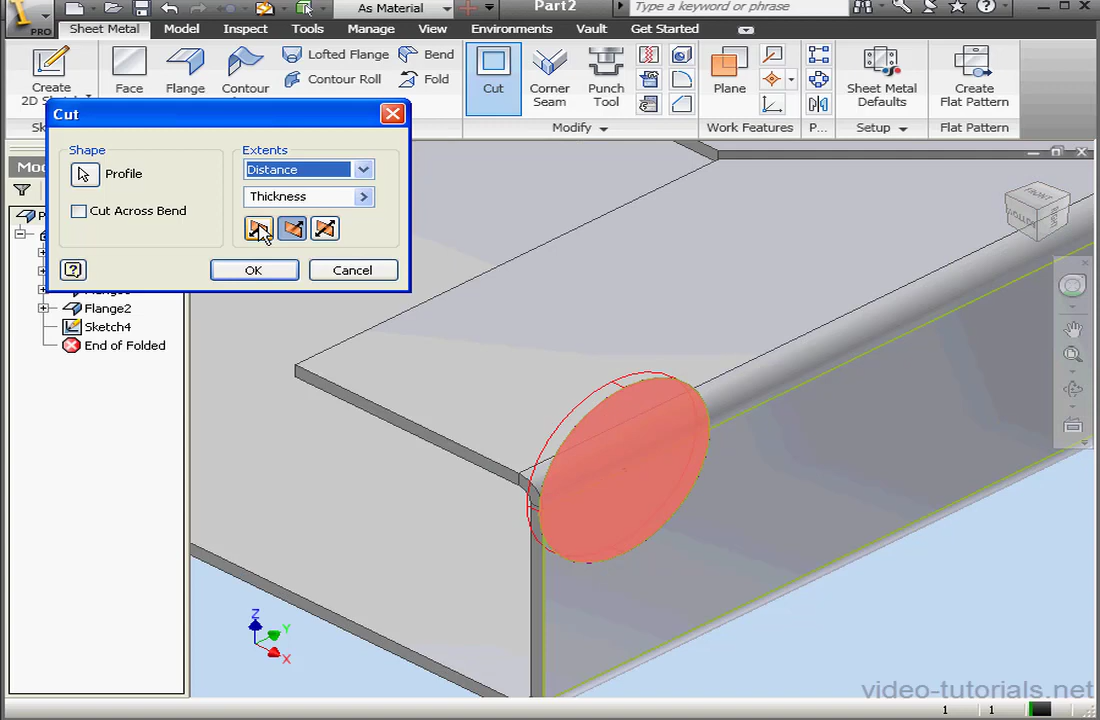 As Material
Part2
Type a keyword or phrase
PRO
Sheet Metal
Model
Inspect
Tools
Manage
View
Environments
Vault
Get Started
Create
Face
Flange
Contour
Lofted Flange
Contour Roll
Bend
Fold
Cut
Corner
Seam
Punch
Tool
Plane
Sheet Metal
Defaults
Create
Flat Pattern
Modify
Work Features
P...
Setup
Flat Pattern
Cut
Shape
Profile
Cut Across Bend
Extents
Distance
Thickness
OK
Cancel
Flange2
Sketch4
End of Folded
FRONT
BOTTOM
Z
Y
X
video-tutorials.net
1
1